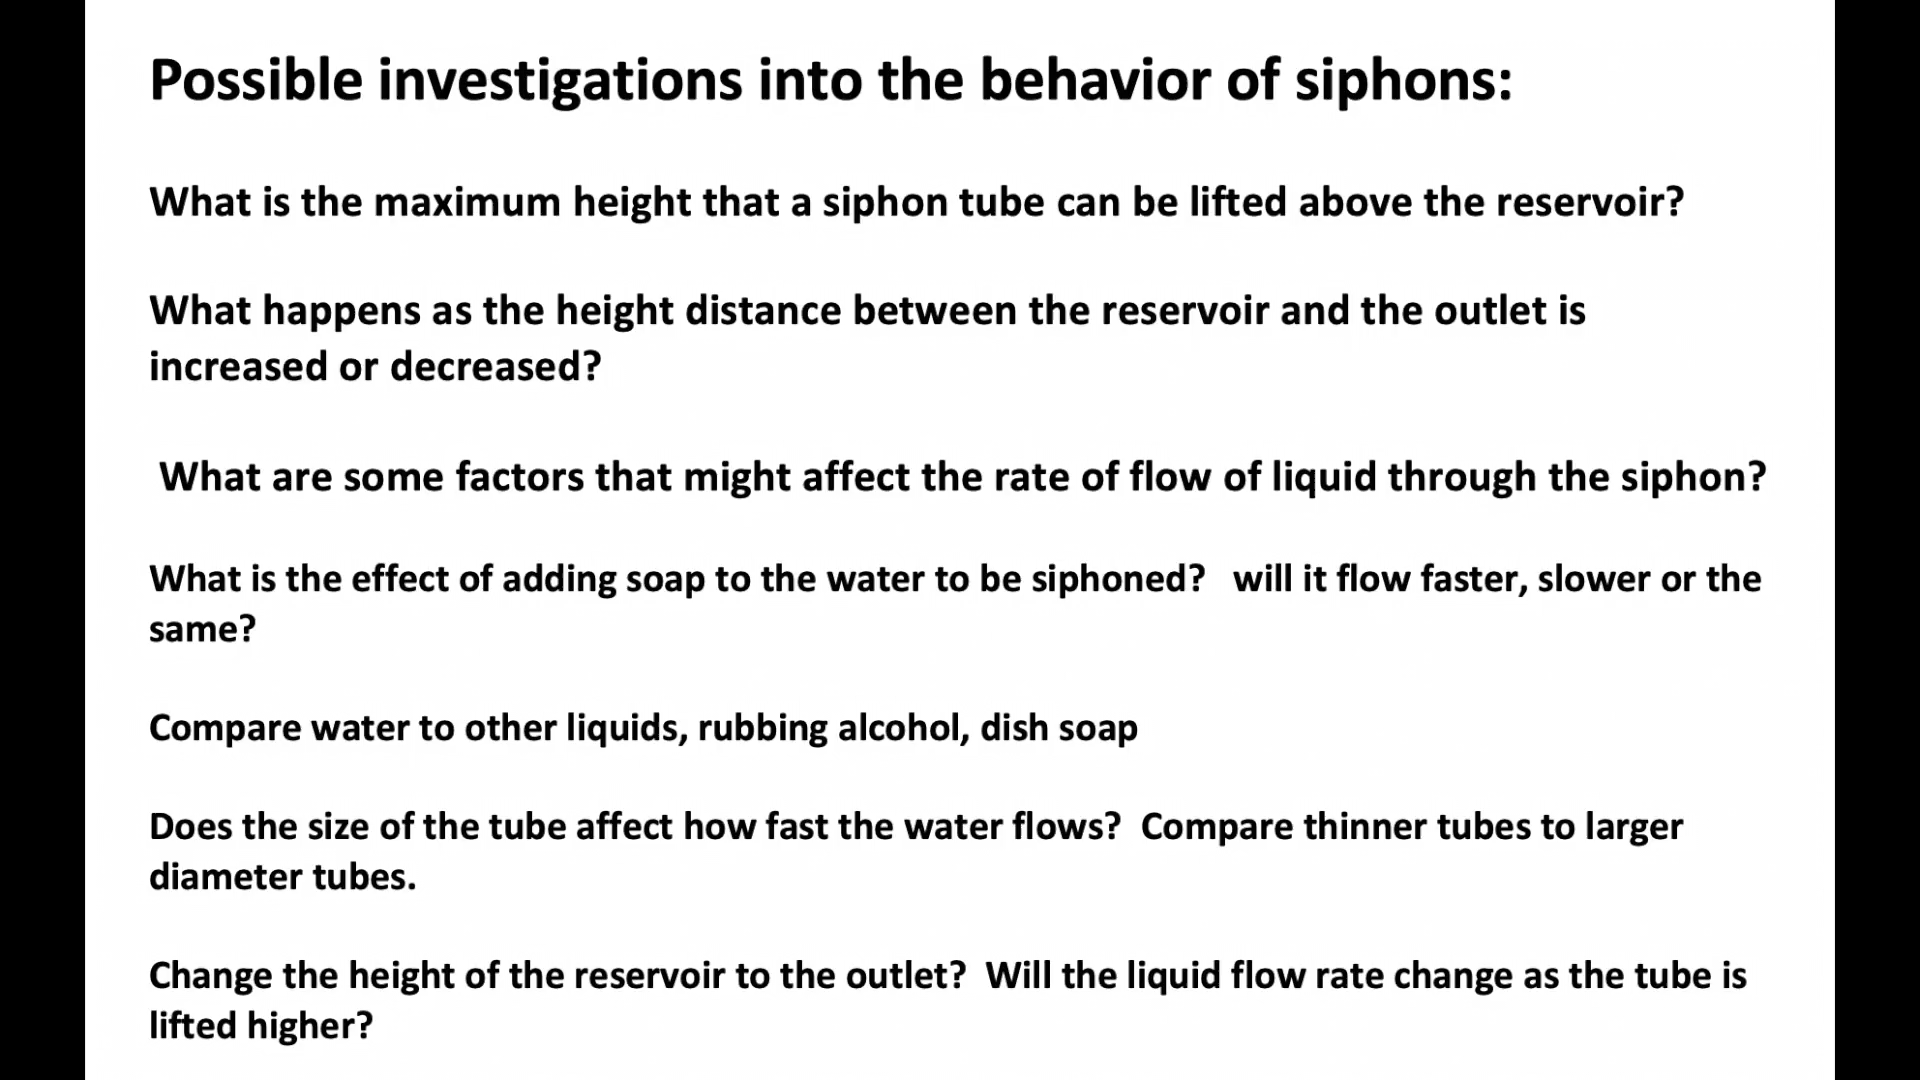 Possible investigations into the behavior of siphons:
What is the maximum height that a siphon tube can be lifted above the reservoir?
What happens as the height distance between the reservoir and the outlet is
increased or decreased?
What are some factors that might affect the rate of flow of liquid through the siphon?
What is the effect of adding soap to the water to be siphoned?   will it flow faster, slower or the
same?
Compare water to other liquids, rubbing alcohol, dish soap
Does the size of the tube affect how fast the water flows?  Compare thinner tubes to larger
diameter tubes.
Change the height of the reservoir to the outlet?  Will the liquid flow rate change as the tube is
lifted higher?